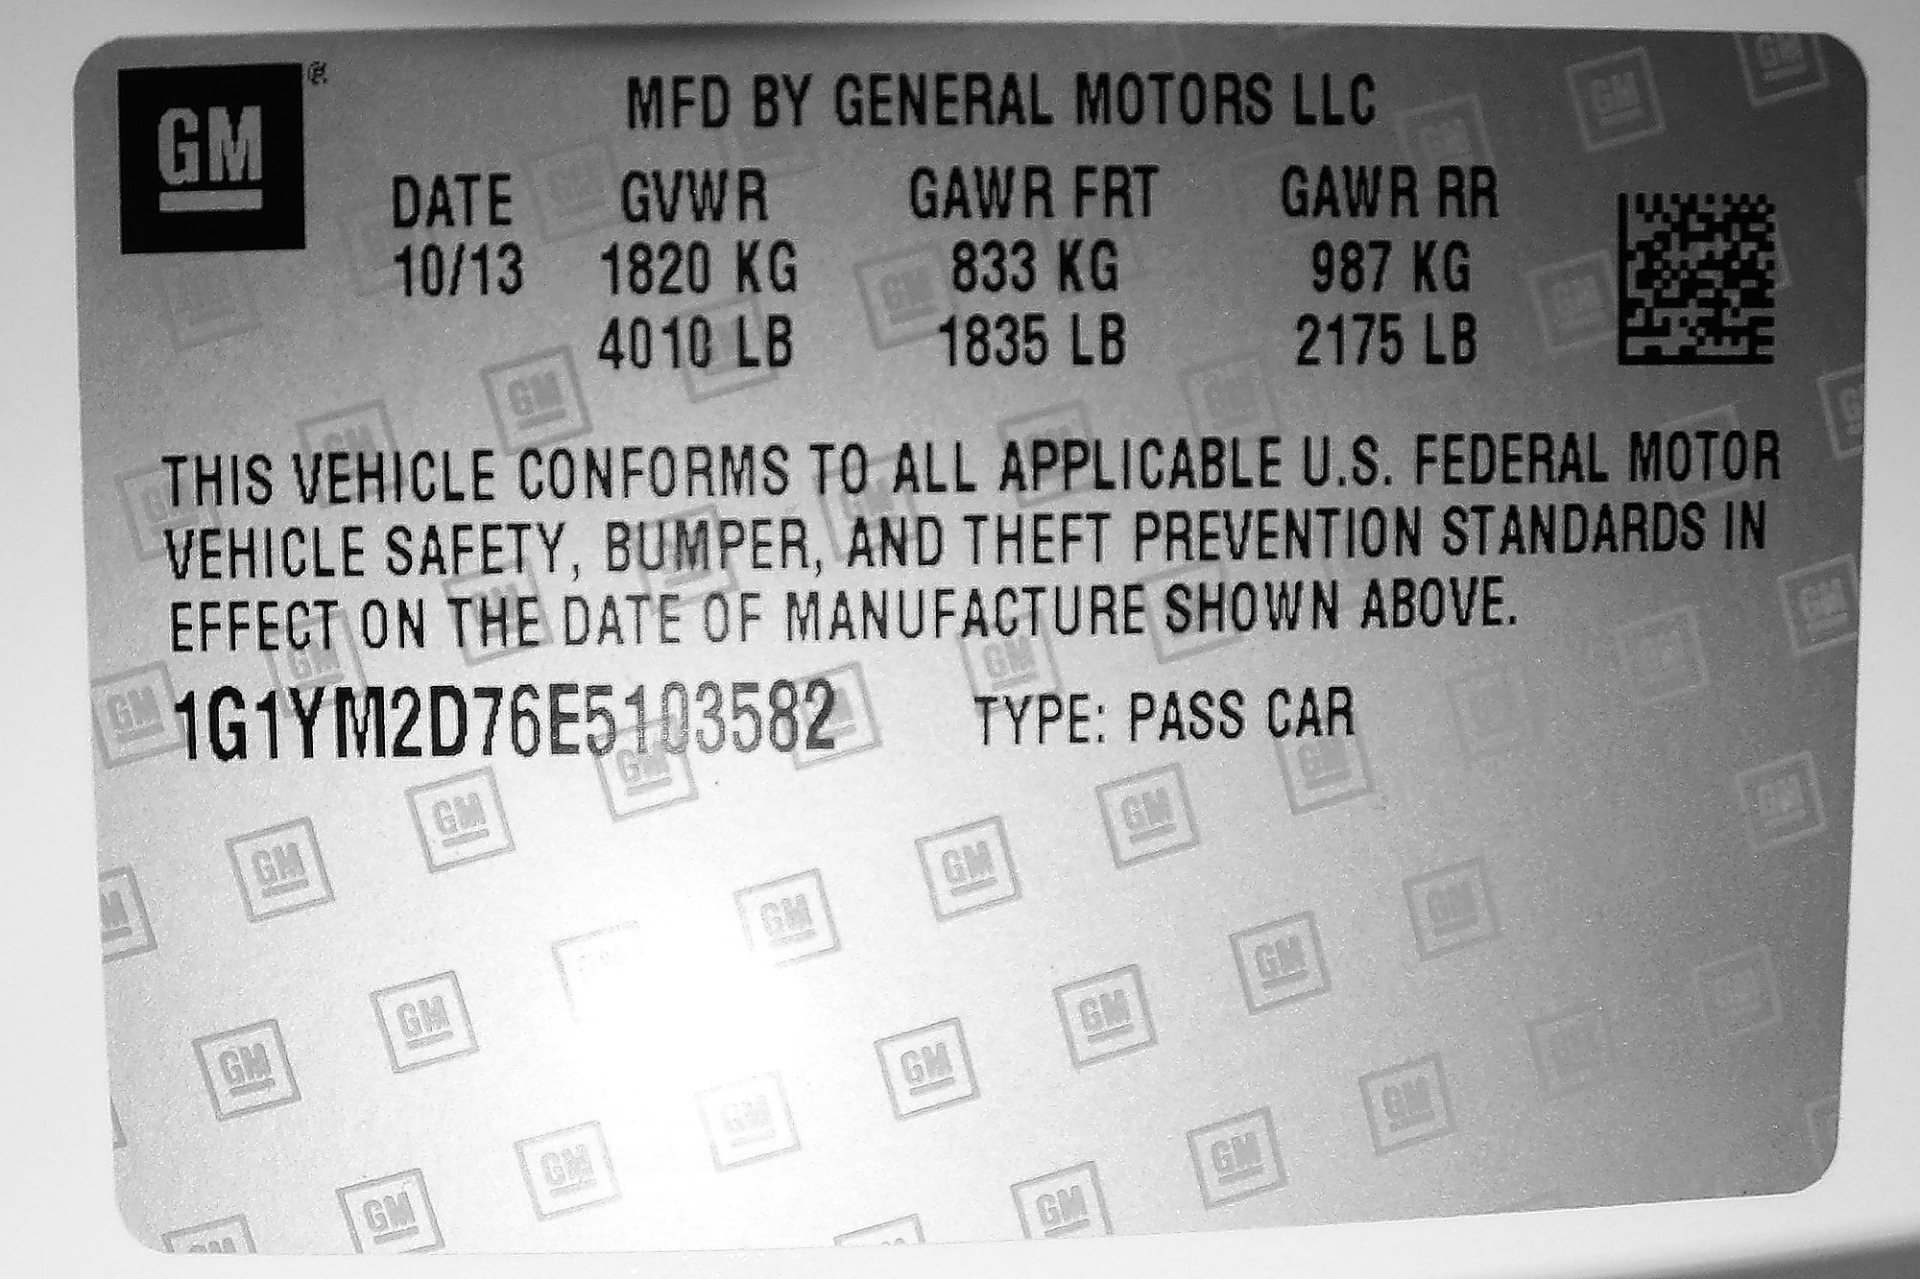 GM
MFD BY GENERAL MOTORS LLC
DATE GVWR GAWR FRT GAWR RR
10/13 1820 KG 833 KG 987 KG
4010 LB 1835 LB 2175 LB
THIS VEHICLE CONFORMS TO ALL APPLICABLE U.S. FEDERAL MOTOR
VEHICLE SAFETY, BUMPER, AND THEFT PREVENTION STANDARDS IN
EFFECT ON THE DATE OF MANUFACTURE SHOWN ABOVE.
1G1YM2D76E5103582 TYPE: PASS CAR